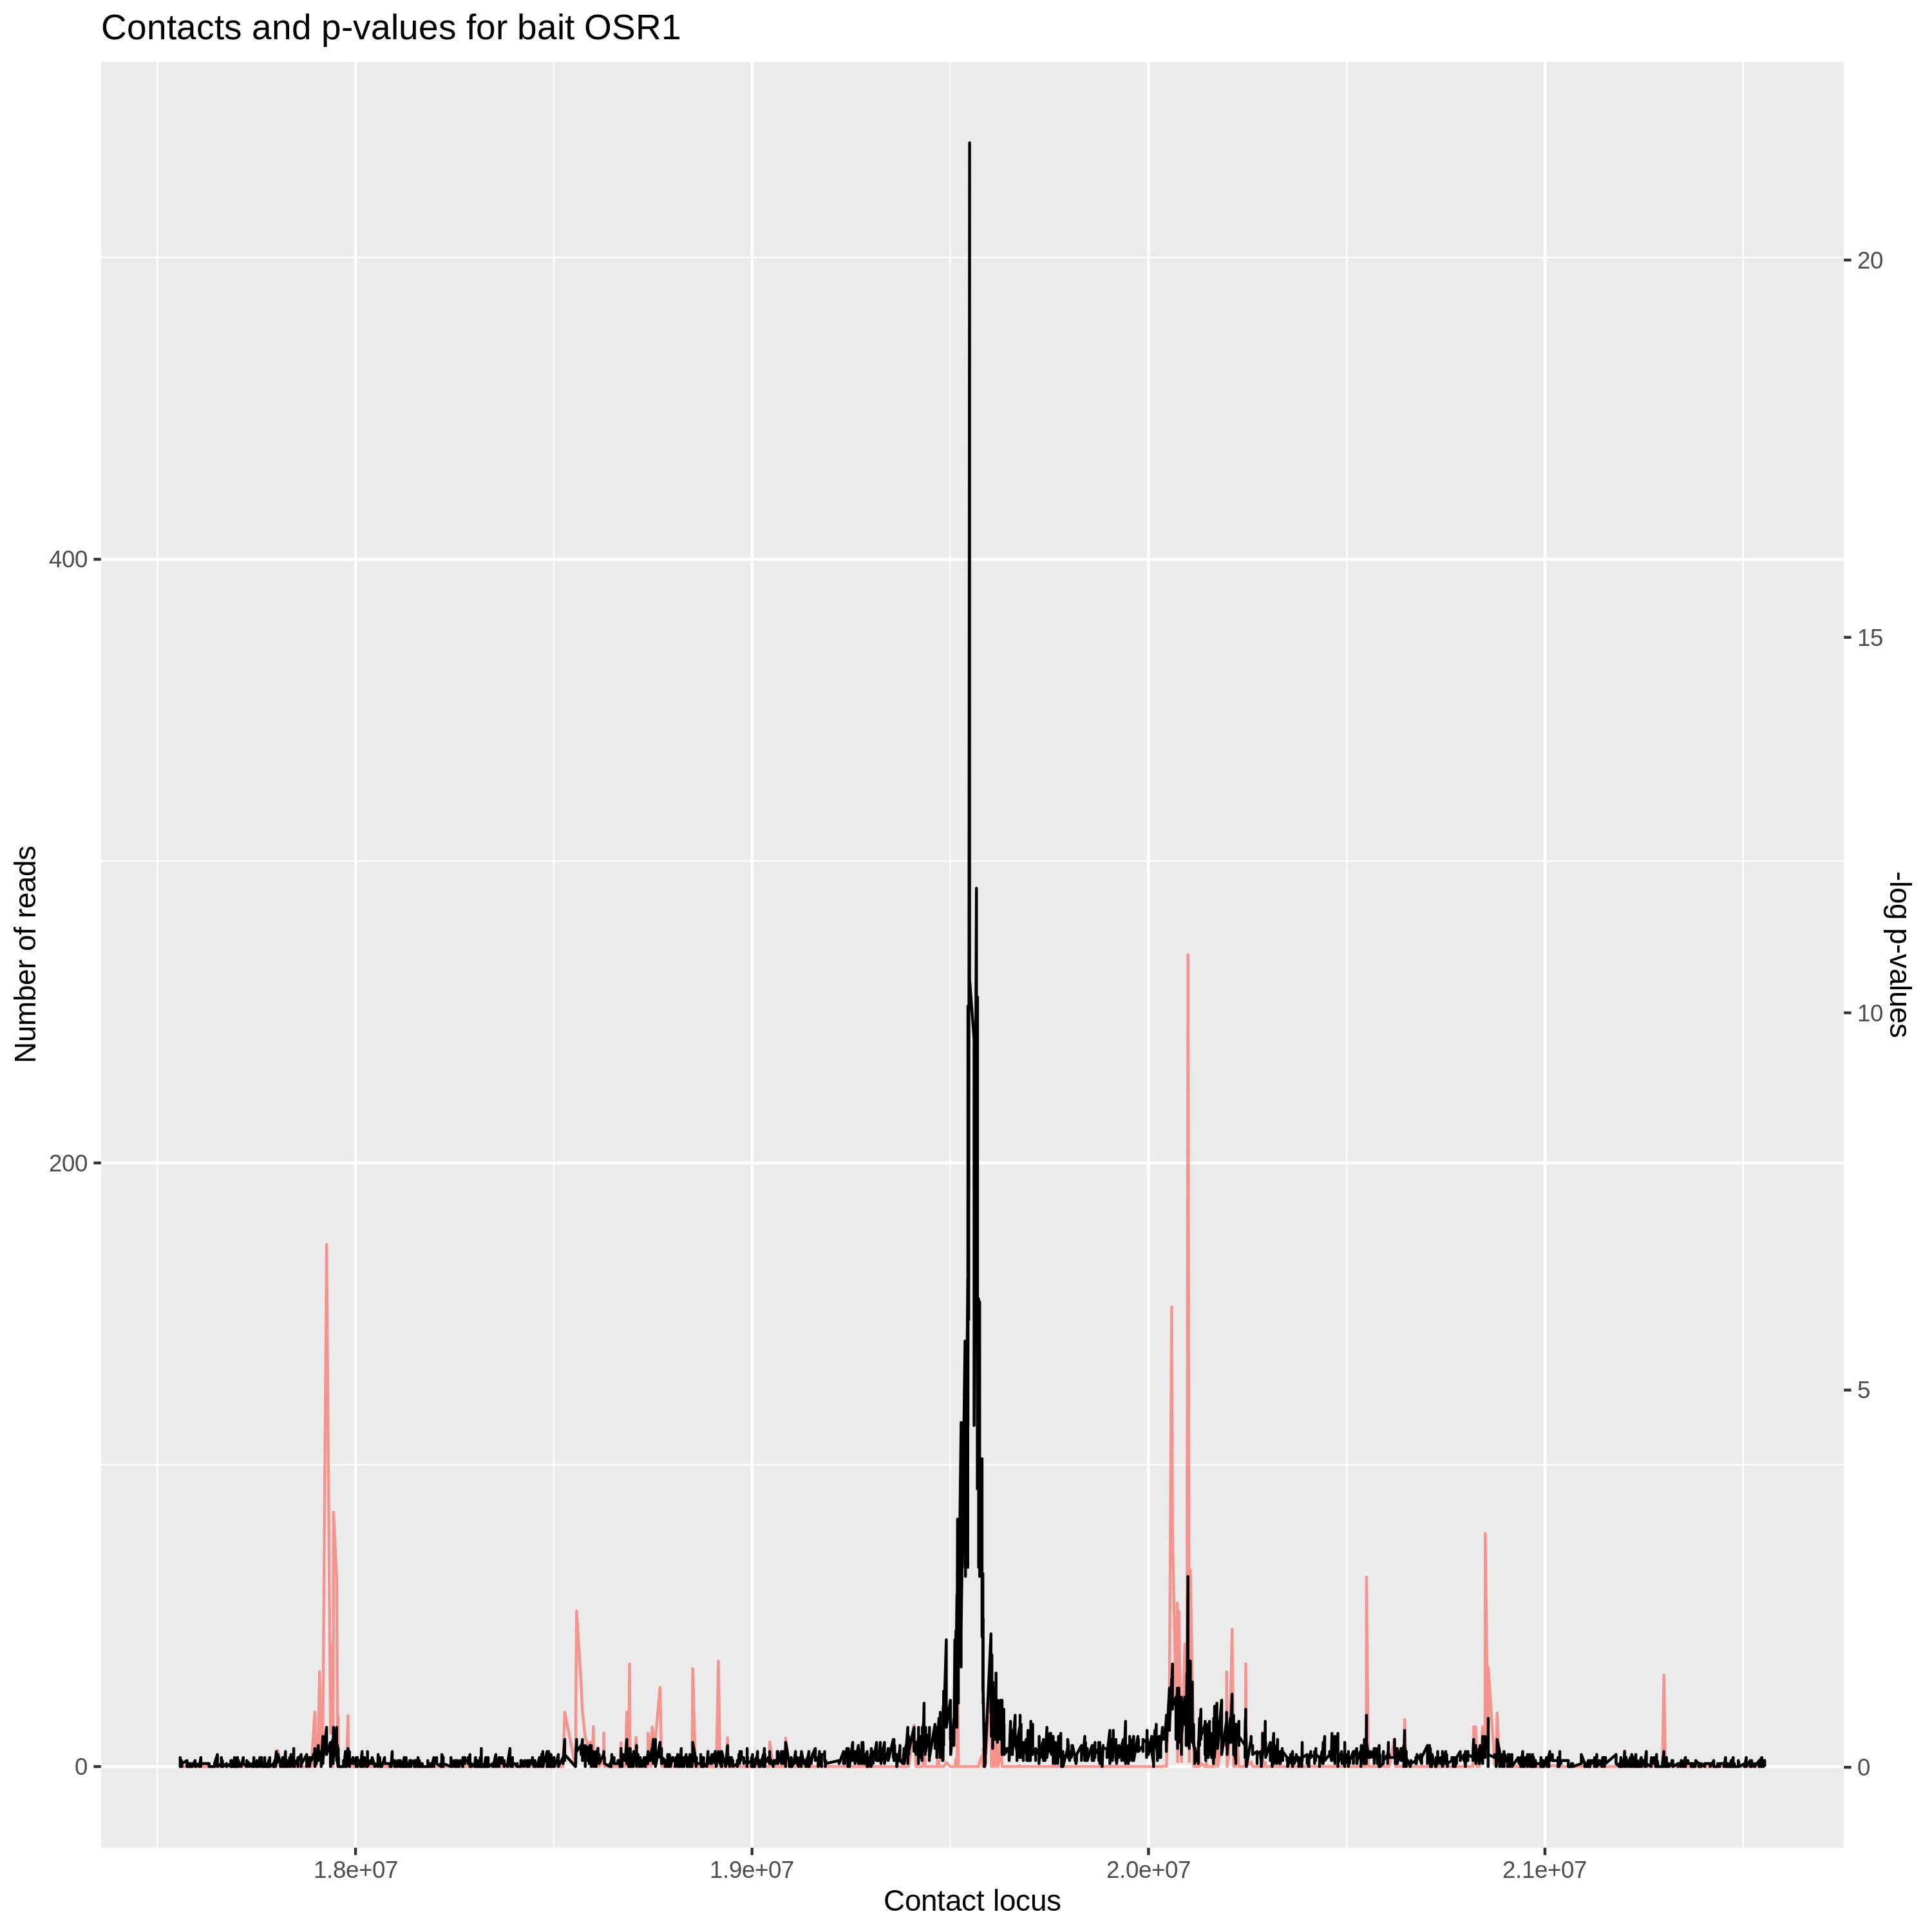 Contacts and p-values for bait OSR1
Number of reads
400
200
0
20
15
10
5
0
-log p-values
1.8e+07
1.9e+07
2.0e+07
2.1e+07
Contact locus